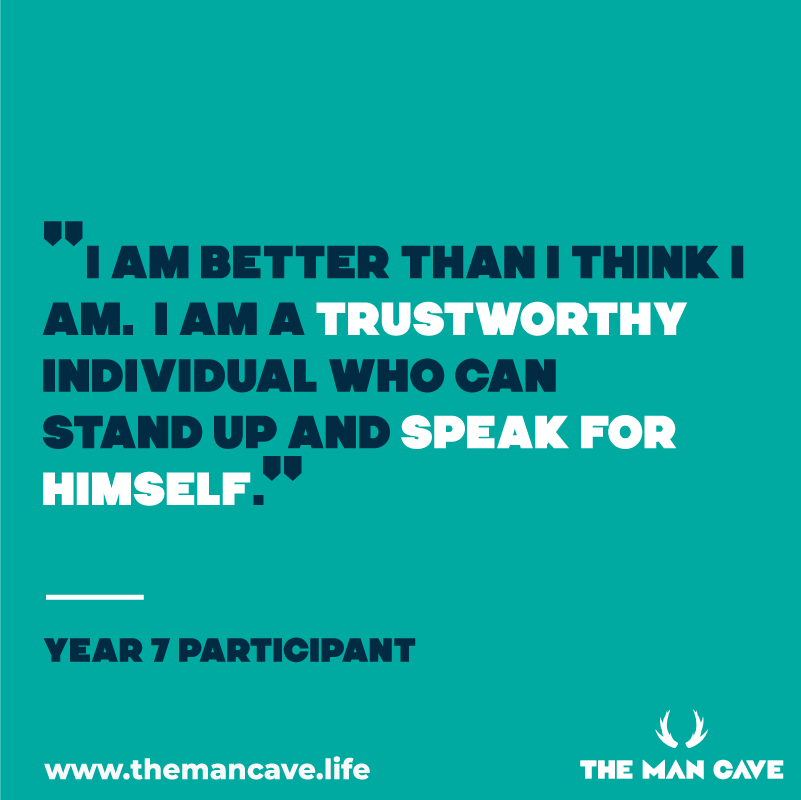 "I AM BETTER THAN I THINK I
AM. I AM A TRUSTWORTHY
INDIVIDUAL WHO CAN
STAND UP AND SPEAK FOR
HIMSELF."
YEAR 7 PARTICIPANT
www.themancave.life
THE MAN CAVE